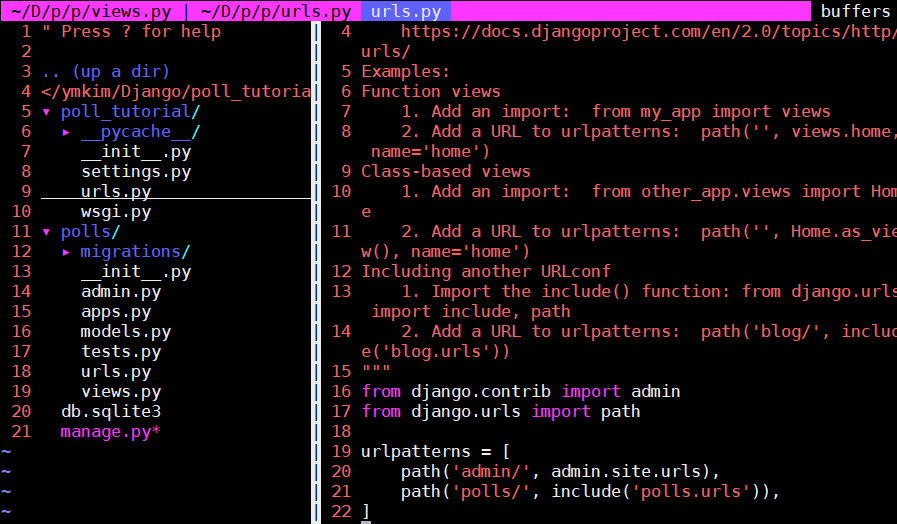 ~/D/p/p/views.py | ~/D/p/p/urls.py urls.py buffers
1 " Press ? for help
2
3 .. (up a dir)
4 </ymkim/Django/poll_tutoria
5 ▾ poll_tutorial/
6 ▸ __pycache__/
7 __init__.py
8 settings.py
9 urls.py
10 wsgi.py
11 ▾ polls/
12 ▸ migrations/
13 __init__.py
14 admin.py
15 apps.py
16 models.py
17 tests.py
18 urls.py
19 views.py
20 db.sqlite3
21 manage.py*
~
~
~
~
4 https://docs.djangoproject.com/en/2.0/topics/http/
urls/
5 Examples:
6 Function views
7 1. Add an import:  from my_app import views
8 2. Add a URL to urlpatterns:  path('', views.home,
name='home')
9 Class-based views
10 1. Add an import:  from other_app.views import Hom
e
11 2. Add a URL to urlpatterns:  path('', Home.as_vie
w(), name='home')
12 Including another URLconf
13 1. Import the include() function: from django.urls
import include, path
14 2. Add a URL to urlpatterns:  path('blog/', includ
e('blog.urls'))
15 """
16 from django.contrib import admin
17 from django.urls import path
18
19 urlpatterns = [
20 path('admin/', admin.site.urls),
21 path('polls/', include('polls.urls')),
22 ]